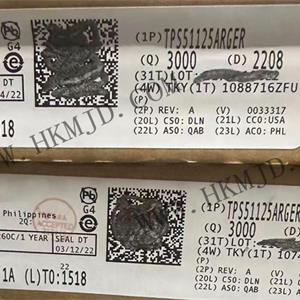 (1P) TPS51125ARGER
G4
(Q) 3000 (D) 2208
DT
(31T)LOT:
4/22
(4W) TKY(1T) 1088716ZFU
(2P) REV: A (V) 0033317
(20L) CSO: DLN (21L) CCO:USA
518
(22L) ASO: QAB (23L) ACO: PHL
WWW.HKMJD.COM
(1P)TPS51125ARGER
Philippines
G4
2Q:
(Q) 3000
260C/1 YEAR
SEAL DT
(31T)LOT:
03/12/22
(4W) TKY(1T)
(2P) REV: A
(20L) CSO: DLN
22
1A (L)TO:1518
(22L) ASO: QAB